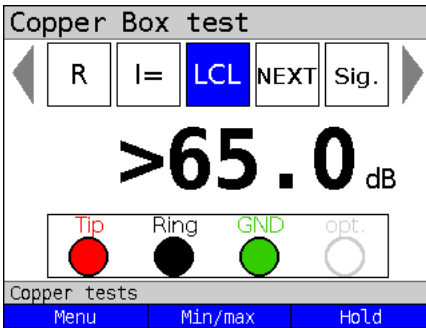 Copper Box test
R I= LCL NEXT Sig.
>65.0 dB
Tip Ring GND opt.
Copper tests
Menu Min/max Hold